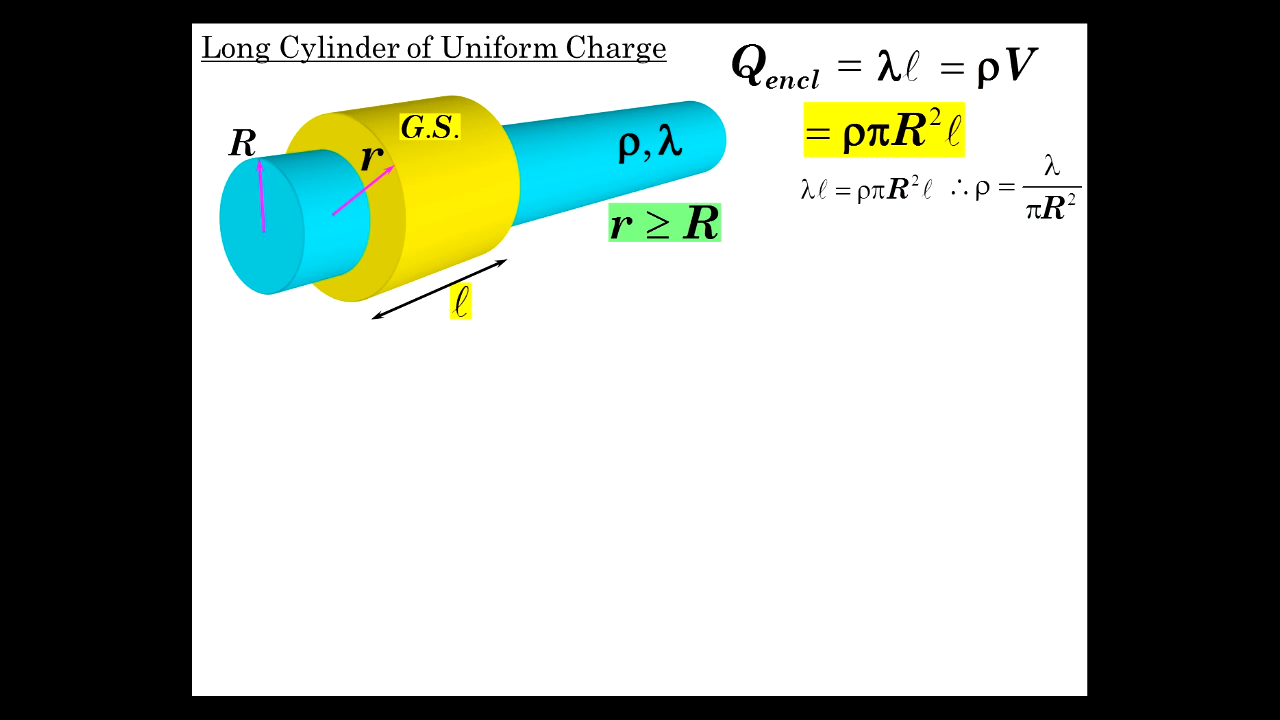 Long Cylinder of Uniform Charge
Q_encl = λℓ = ρV
= ρπR²ℓ
λℓ = ρπR²ℓ ∴ ρ = λ / πR²
G.S.
R
r
ρ, λ
r ≥ R
ℓ